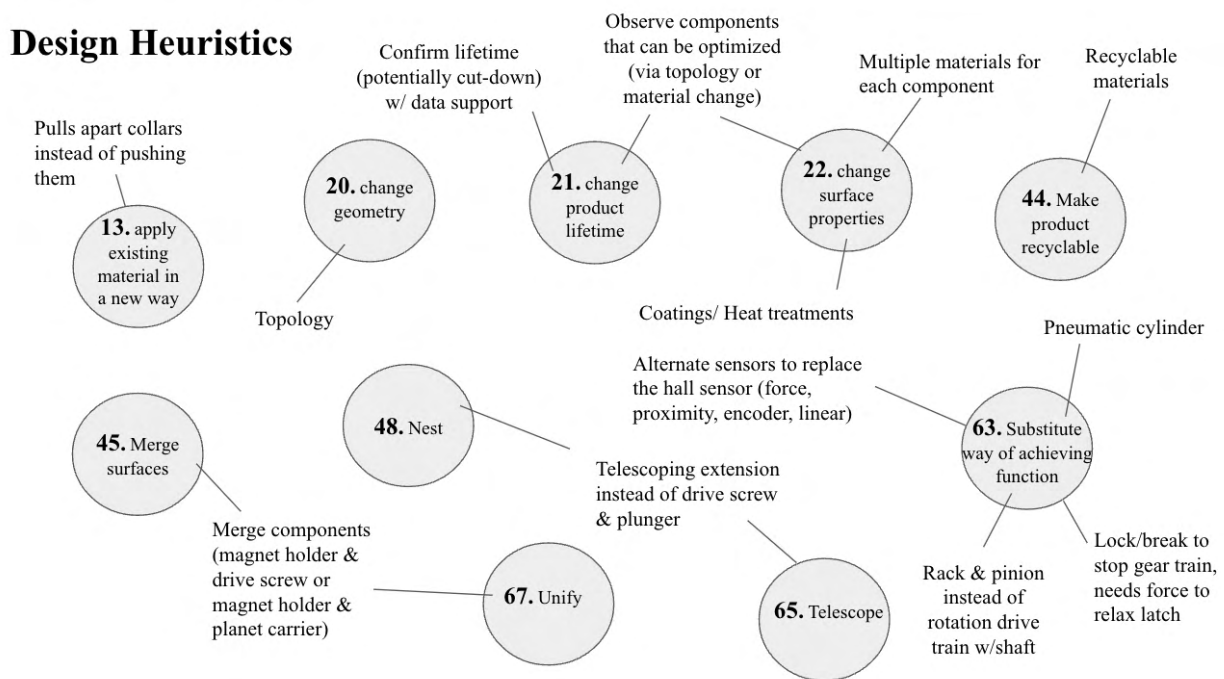 Design Heuristics
Confirm lifetime
(potentially cut-down)
w/ data support
Observe components
that can be optimized
(via topology or
material change)
Multiple materials for
each component
Recyclable
materials
Pulls apart collars
instead of pushing
them
13. apply
existing
material in
a new way
20. change
geometry
21. change
product
lifetime
22. change
surface
properties
44. Make
product
recyclable
Topology
Coatings/ Heat treatments
Pneumatic cylinder
Alternate sensors to replace
the hall sensor (force,
proximity, encoder, linear)
45. Merge
surfaces
48. Nest
63. Substitute
way of achieving
function
Telescoping extension
instead of drive screw
& plunger
Merge components
(magnet holder &
drive screw or
magnet holder &
planet carrier)
67. Unify
65. Telescope
Rack & pinion
instead of
rotation drive
train w/shaft
Lock/break to
stop gear train,
needs force to
relax latch